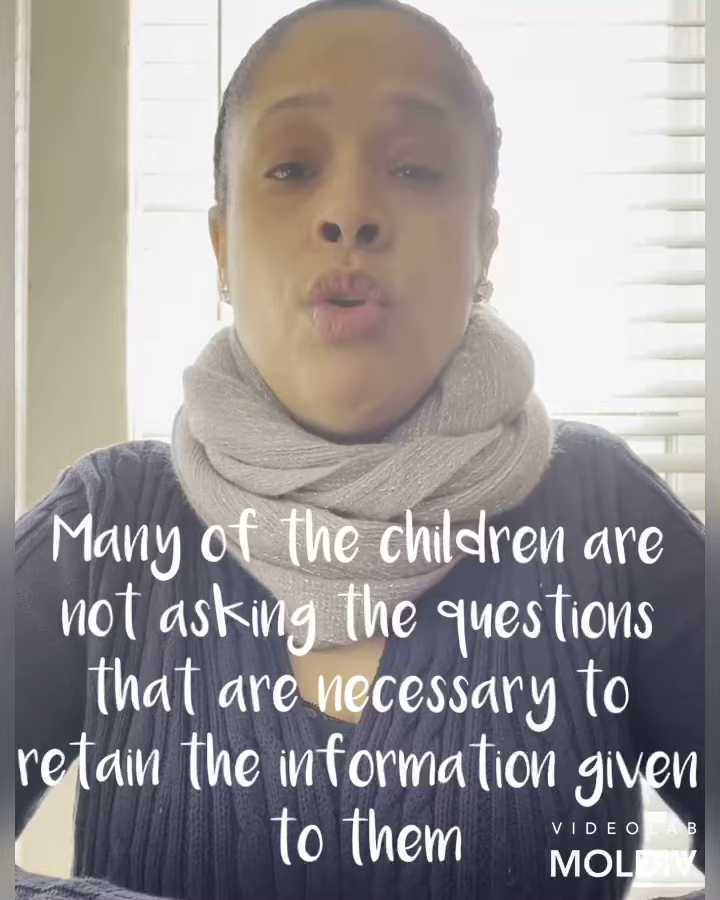 Many of the children are
not asking the questions
that are necessary to
retain the information given
to them
VIDEOLAB
MOLDIV